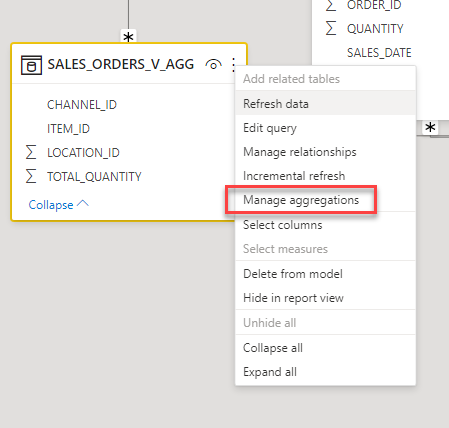 ORDER_ID
QUANTITY
SALES_DATE
SALES_ORDERS_V_AGG
CHANNEL_ID
ITEM_ID
LOCATION_ID
TOTAL_QUANTITY
Collapse
Add related tables
Refresh data
Edit query
Manage relationships
Incremental refresh
Manage aggregations
Select columns
Select measures
Delete from model
Hide in report view
Unhide all
Collapse all
Expand all